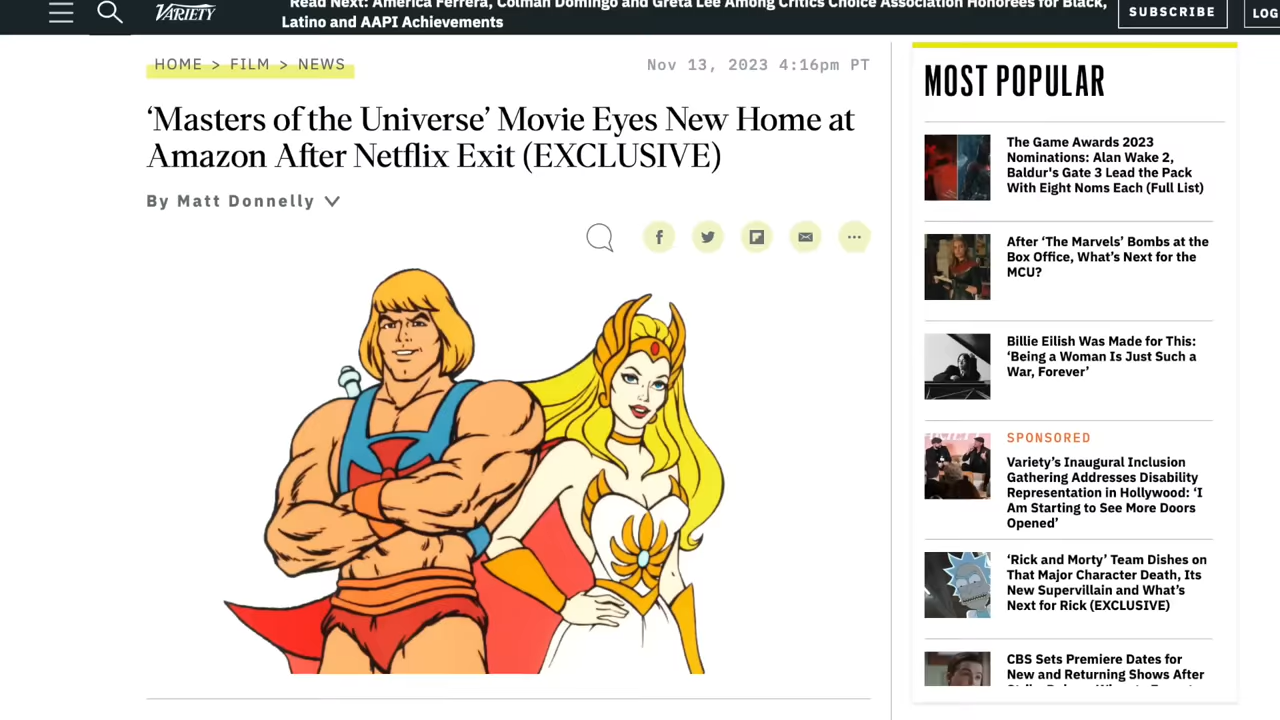 VARIETY
Read Next: America Ferrera, Colman Domingo and Greta Lee Among Critics Choice Association Honorees for Black,
Latino and AAPI Achievements
SUBSCRIBE
LOG
HOME > FILM > NEWS
Nov 13, 2023 4:16pm PT
‘Masters of the Universe’ Movie Eyes New Home at
Amazon After Netflix Exit (EXCLUSIVE)
By Matt Donnelly
MOST POPULAR
The Game Awards 2023
Nominations: Alan Wake 2,
Baldur's Gate 3 Lead the Pack
With Eight Noms Each (Full List)
After ‘The Marvels’ Bombs at the
Box Office, What’s Next for the
MCU?
Billie Eilish Was Made for This:
‘Being a Woman Is Just Such a
War, Forever’
SPONSORED
Variety’s Inaugural Inclusion
Gathering Addresses Disability
Representation in Hollywood: ‘I
Am Starting to See More Doors
Opened’
‘Rick and Morty’ Team Dishes on
That Major Character Death, Its
New Supervillain and What’s
Next for Rick (EXCLUSIVE)
CBS Sets Premiere Dates for
New and Returning Shows After